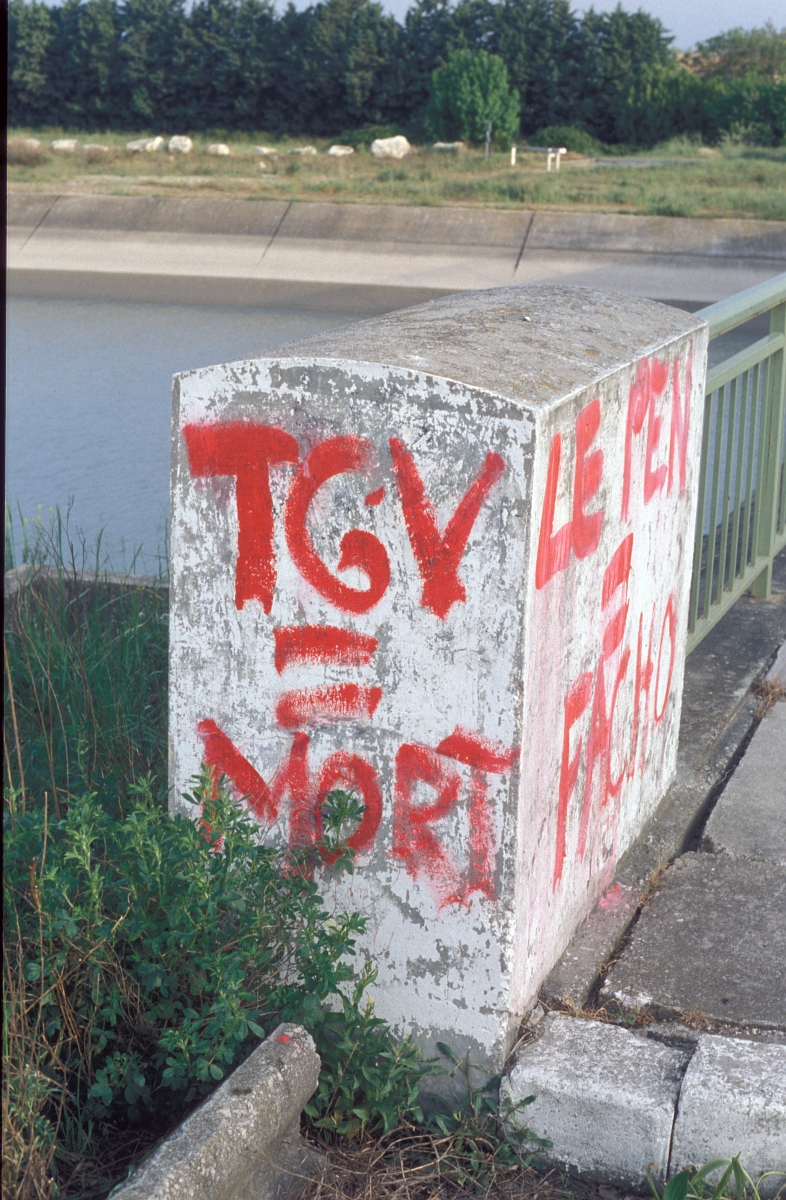 TGV
=
MORT
LE PEN
=
FACHO